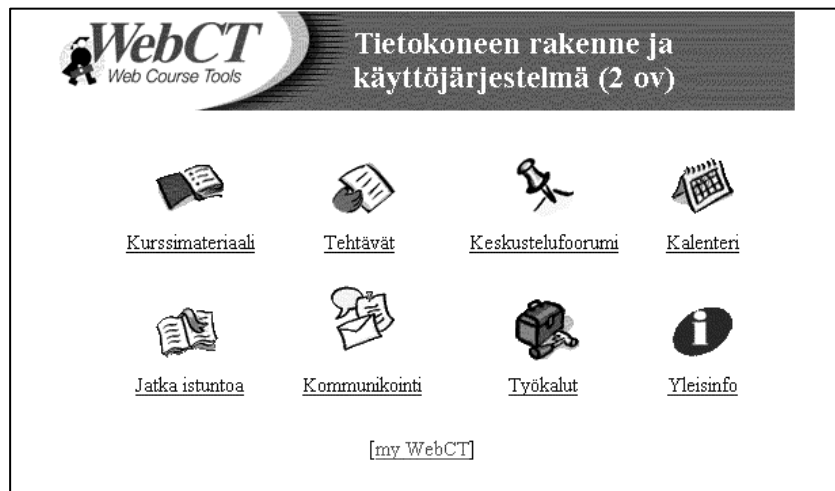 WebCT
Web Course Tools
Tietokoneen rakenne ja
käyttöjärjestelmä (2 ov)
Kurssimateriaali
Tehtävät
Keskustelufoorumi
Kalenteri
Jatka istuntoa
Kommunikointi
Työkalut
Yleisinfo
[my WebCT]